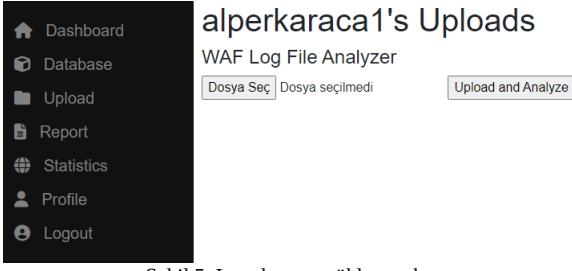 Dashboard
Database
Upload
Report
Statistics
Profile
Logout
alperkaraca1's Uploads
WAF Log File Analyzer
Dosya Seç Dosya seçilmedi Upload and Analyze